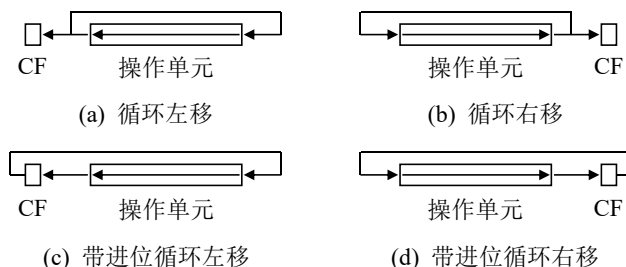 CF 操作单元 操作单元 CF
(a) 循环左移 (b) 循环右移
CF 操作单元 操作单元 CF
(c) 带进位循环左移 (d) 带进位循环右移